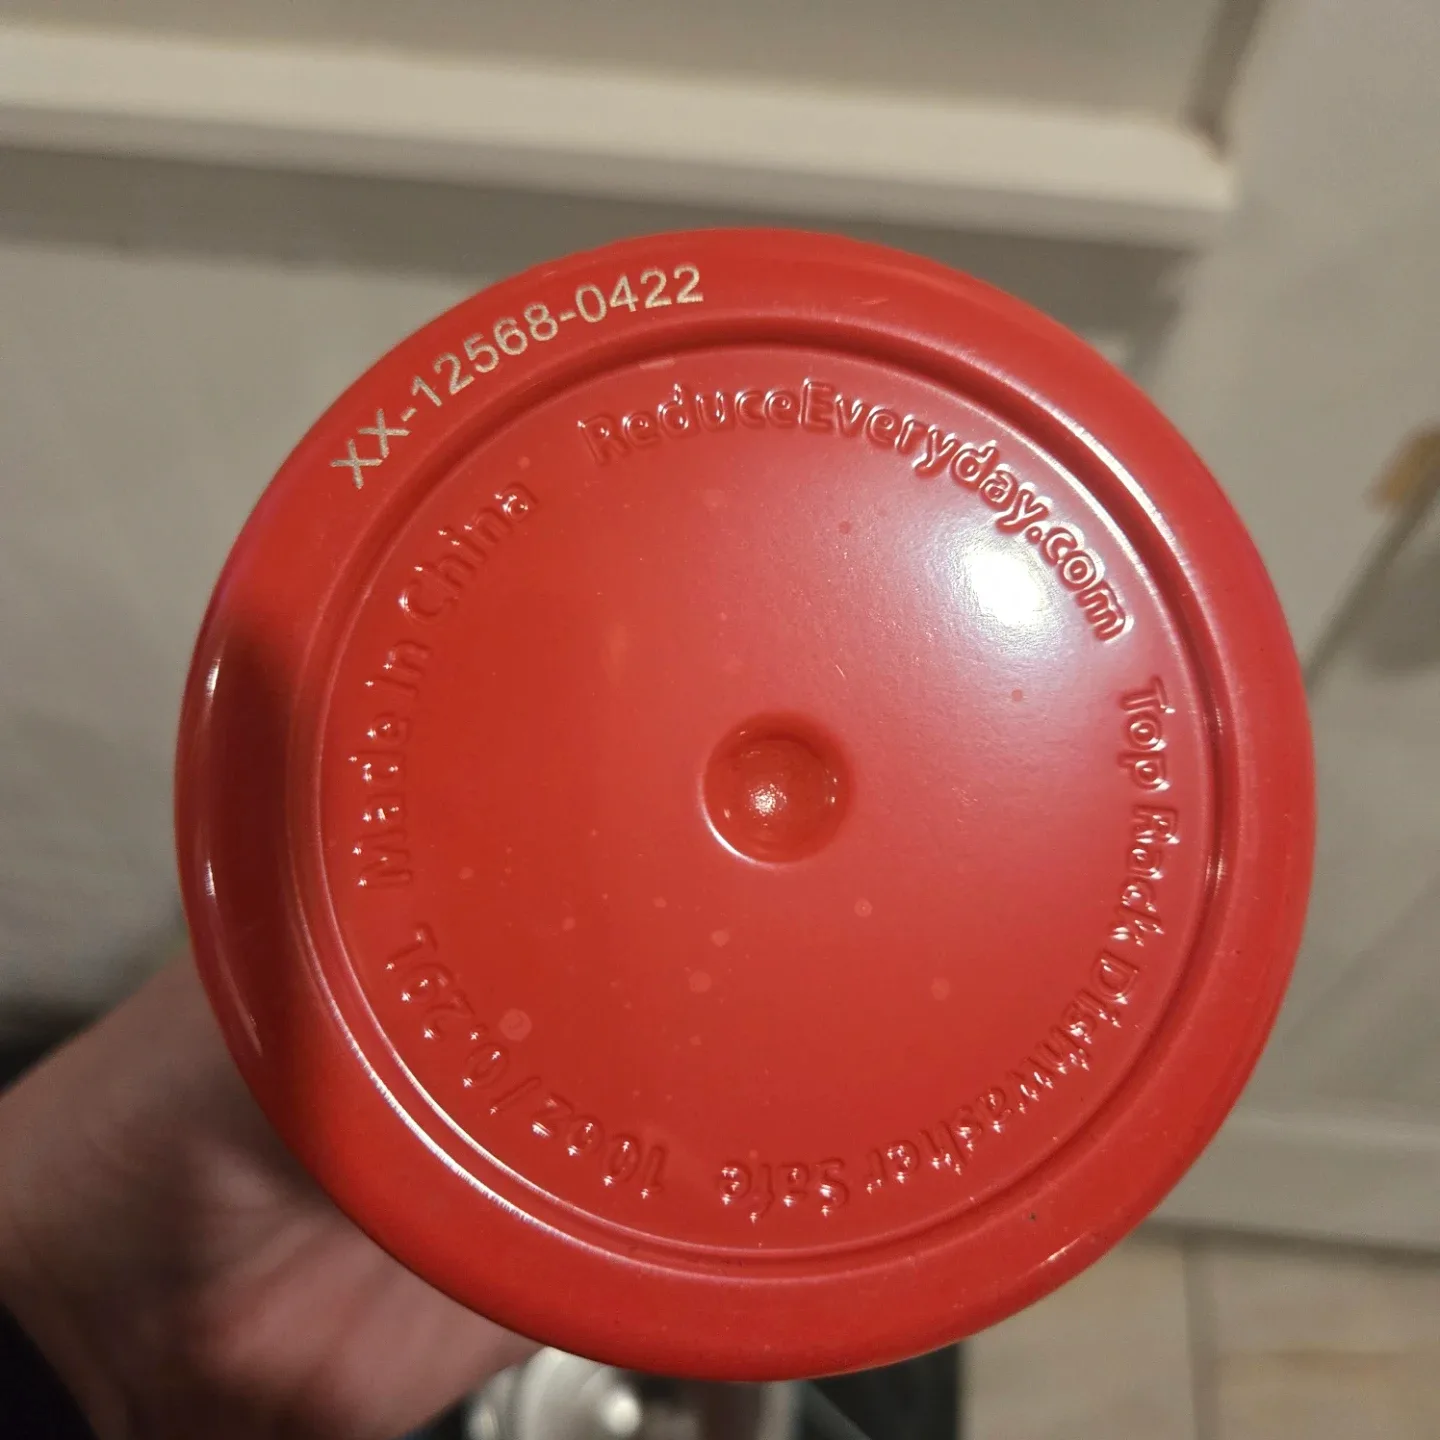 XX-12568-0422
ReduceEveryday.com
Top Rack Dishwasher Safe
10oz / 0.29L
Made in China